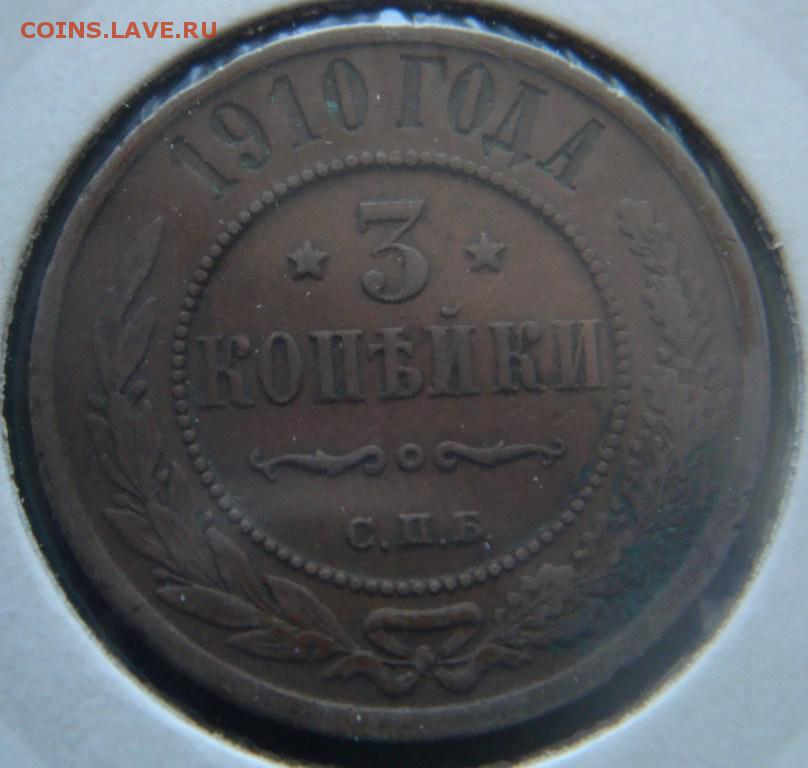 COINS.LAVE.RU
1910 ГОДА
3
КОПѢЙКИ
С.П.Б.